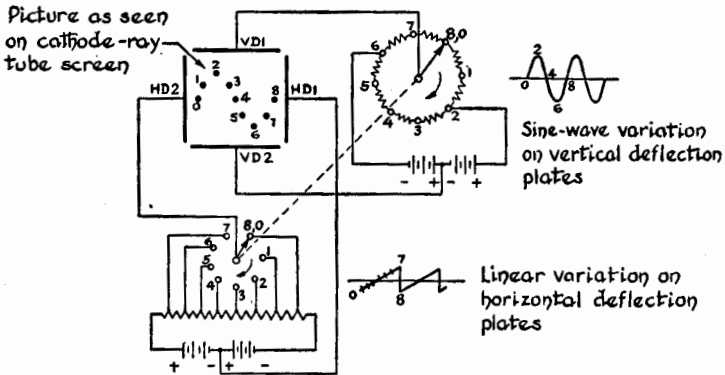 Picture as seen
on cathode-ray
tube screen
VD1
HD2
HD1
VD2
0
1
2
3
4
5
6
7
8
7
8,0
6
1
5
4
3
2
- + - +
2
0 4 8
6
Sine-wave variation
on vertical deflection
plates
7
8,0
6
1
5
4
3
2
+ - + -
7
0
8
Linear variation on
horizontal deflection
plates